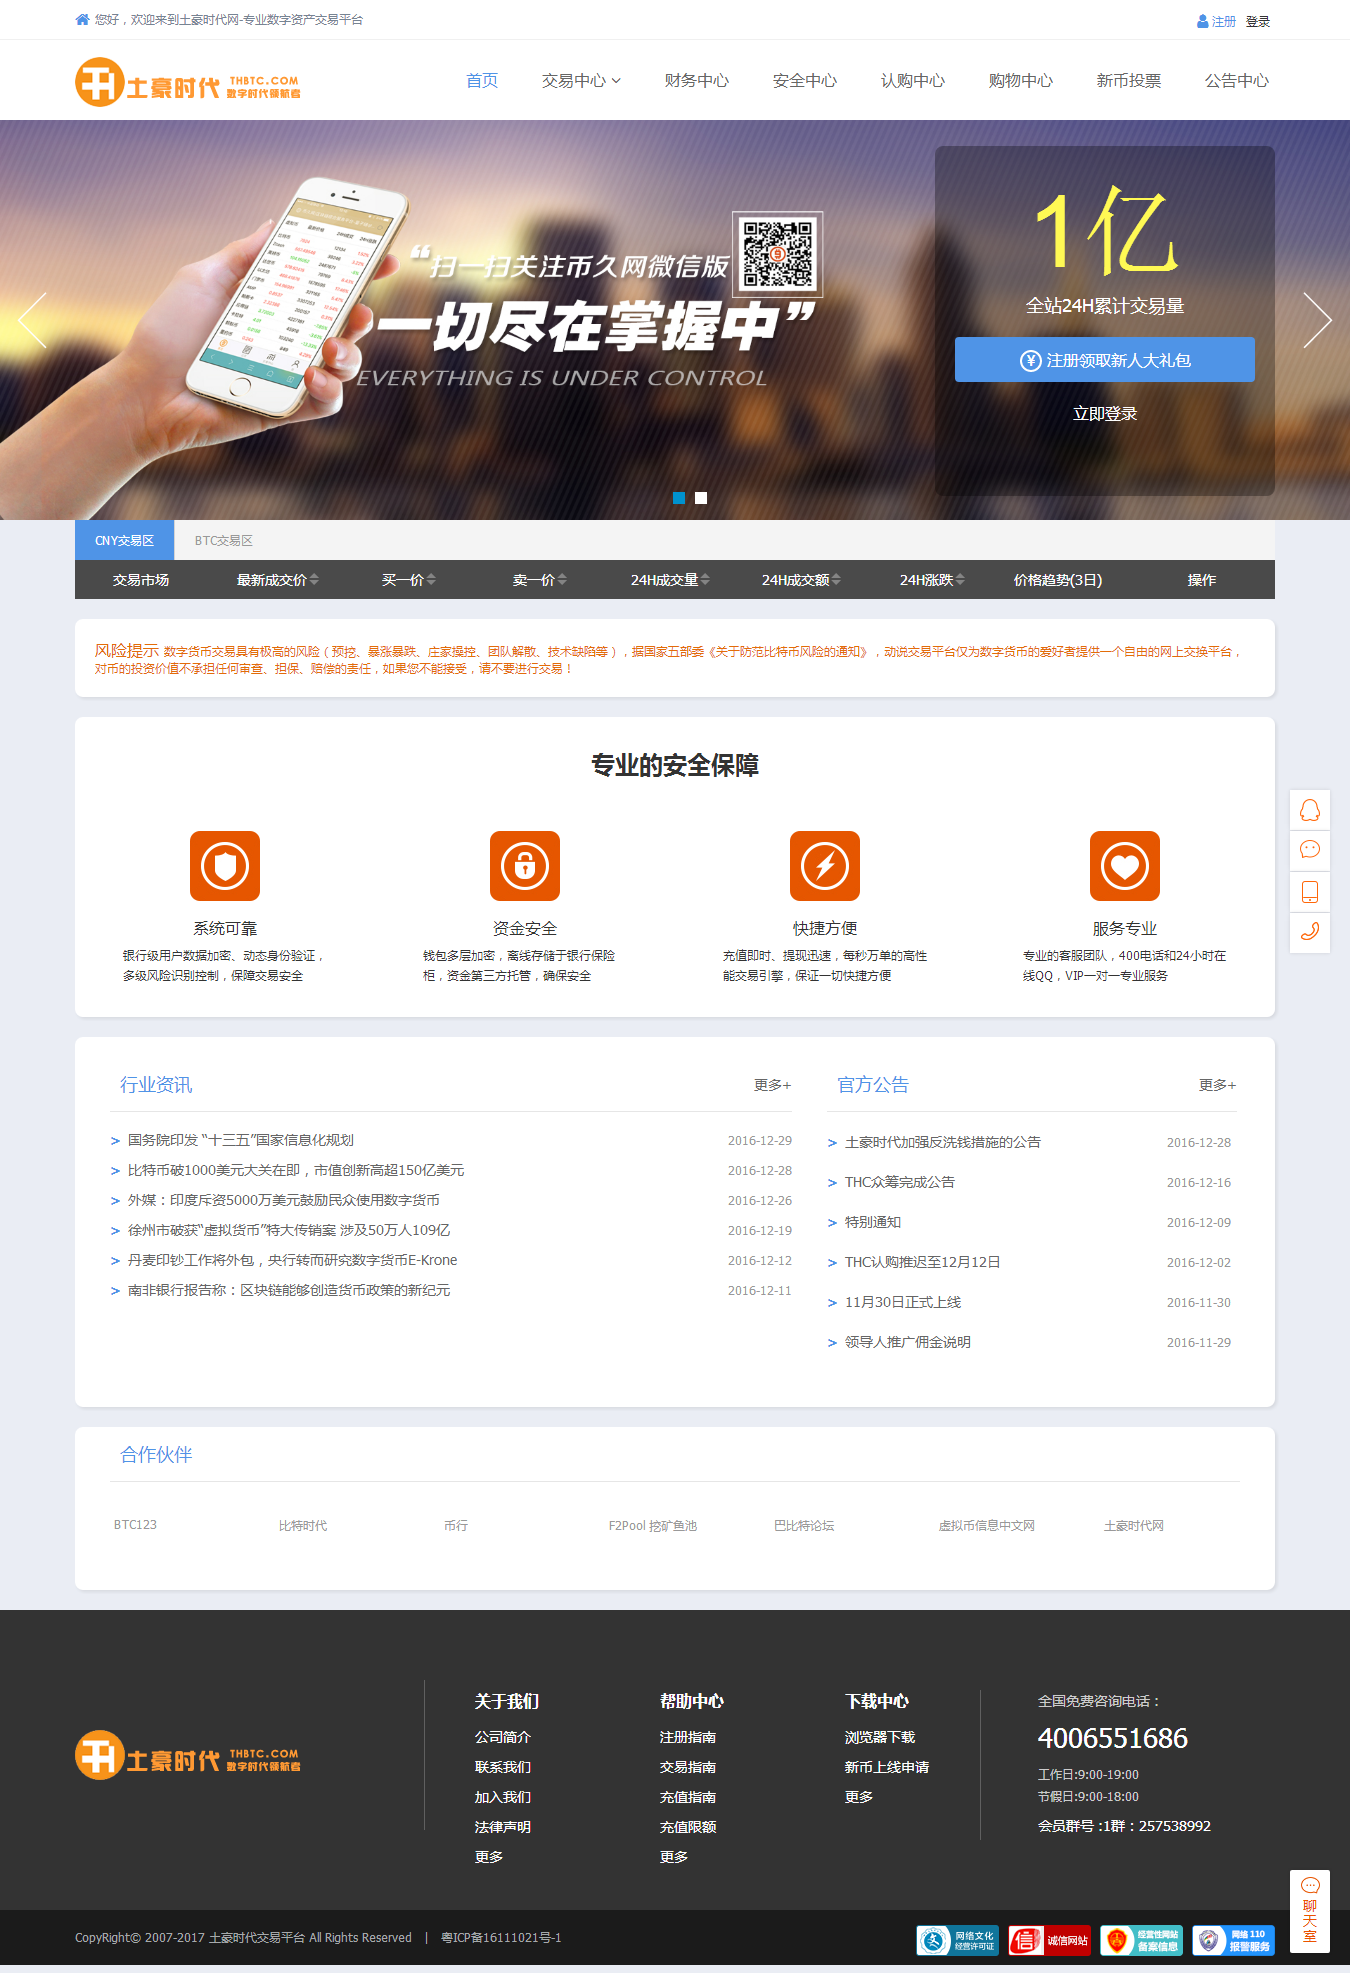 您好，欢迎来到土豪时代网-专业数字资产交易平台
注册 登录
土豪时代 THBTC.COM
数字时代领航者
首页 交易中心 财务中心 安全中心 认购中心 购物中心 新币投票 公告中心
“扫一扫关注币久网微信版
一切尽在掌握中”
EVERYTHING IS UNDER CONTROL
1亿
全站24H累计交易量
注册领取新人大礼包
立即登录
CNY交易区 BTC交易区
交易市场 最新成交价 买一价 卖一价 24H成交量 24H成交额 24H涨跌 价格趋势(3日) 操作
风险提示 数字货币交易具有极高的风险（预挖、暴涨暴跌、庄家操控、团队解散、技术缺陷等），据国家五部委《关于防范比特币风险的通知》，动说交易平台仅为数字货币的爱好者提供一个自由的网上交换平台，
对币的投资价值不承担任何审查、担保、赔偿的责任，如果您不能接受，请不要进行交易！
专业的安全保障
系统可靠 资金安全 快捷方便 服务专业
银行级用户数据加密、动态身份验证，
多级风险识别控制，保障交易安全
钱包多层加密，离线存储于银行保险
柜，资金第三方托管，确保安全
充值即时、提现迅速，每秒万单的高性
能交易引擎，保证一切快捷方便
专业的客服团队，400电话和24小时在
线QQ，VIP一对一专业服务
行业资讯 更多+
> 国务院印发 “十三五”国家信息化规划 2016-12-29
> 比特币破1000美元大关在即，市值创新高超150亿美元 2016-12-28
> 外媒：印度斥资5000万美元鼓励民众使用数字货币 2016-12-26
> 徐州市破获“虚拟货币”特大传销案 涉及50万人109亿 2016-12-19
> 丹麦印钞工作将外包，央行转而研究数字货币E-Krone 2016-12-12
> 南非银行报告称：区块链能够创造货币政策的新纪元 2016-12-11
官方公告 更多+
> 土豪时代加强反洗钱措施的公告 2016-12-28
> THC众筹完成公告 2016-12-16
> 特别通知 2016-12-09
> THC认购推迟至12月12日 2016-12-02
> 11月30日正式上线 2016-11-30
> 领导人推广佣金说明 2016-11-29
合作伙伴
BTC123 比特时代 币行 F2Pool 挖矿鱼池 巴比特论坛 虚拟币信息中文网 土豪时代网
土豪时代 THBTC.COM
数字时代领航者
关于我们
公司简介
联系我们
加入我们
法律声明
更多
帮助中心
注册指南
交易指南
充值指南
充值限额
更多
下载中心
浏览器下载
新币上线申请
更多
全国免费咨询电话：
4006551686
工作日:9:00-19:00
节假日:9:00-18:00
会员群号 :1群：257538992
聊天室
CopyRight© 2007-2017 土豪时代交易平台 All Rights Reserved | 粤ICP备16111021号-1
网络文化
经营许可证
信 诚信网站
经营性网站
备案信息
网络 110
报警服务